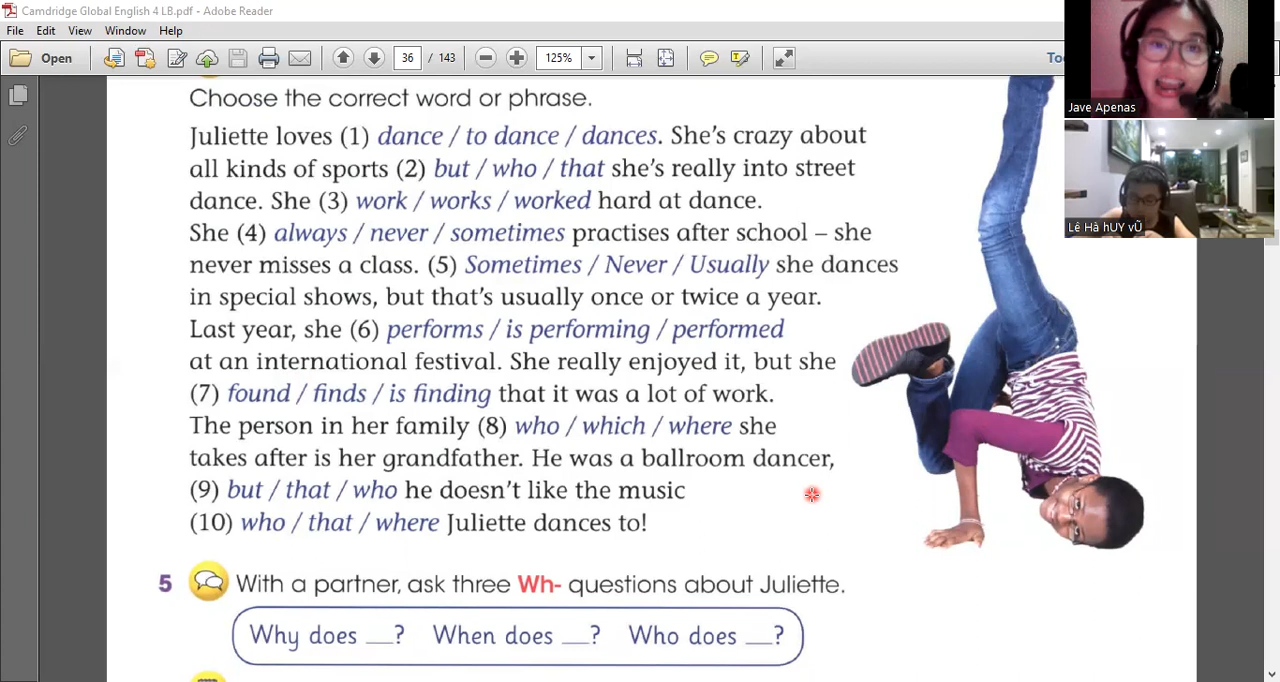 Camdridge Global English 4 LB.pdf - Adobe Reader
File Edit View Window Help
Open 36 / 143 125% Too
Choose the correct word or phrase.
Juliette loves (1) dance / to dance / dances. She's crazy about
all kinds of sports (2) but / who / that she's really into street
dance. She (3) work / works / worked hard at dance.
She (4) always / never / sometimes practises after school – she
never misses a class. (5) Sometimes / Never / Usually she dances
in special shows, but that's usually once or twice a year.
Last year, she (6) performs / is performing / performed
at an international festival. She really enjoyed it, but she
(7) found / finds / is finding that it was a lot of work.
The person in her family (8) who / which / where she
takes after is her grandfather. He was a ballroom dancer,
(9) but / that / who he doesn't like the music
(10) who / that / where Juliette dances to!
5 With a partner, ask three Wh- questions about Juliette.
Why does __? When does __? Who does __?
Jave Apenas
Lê Hà hUY vŨ